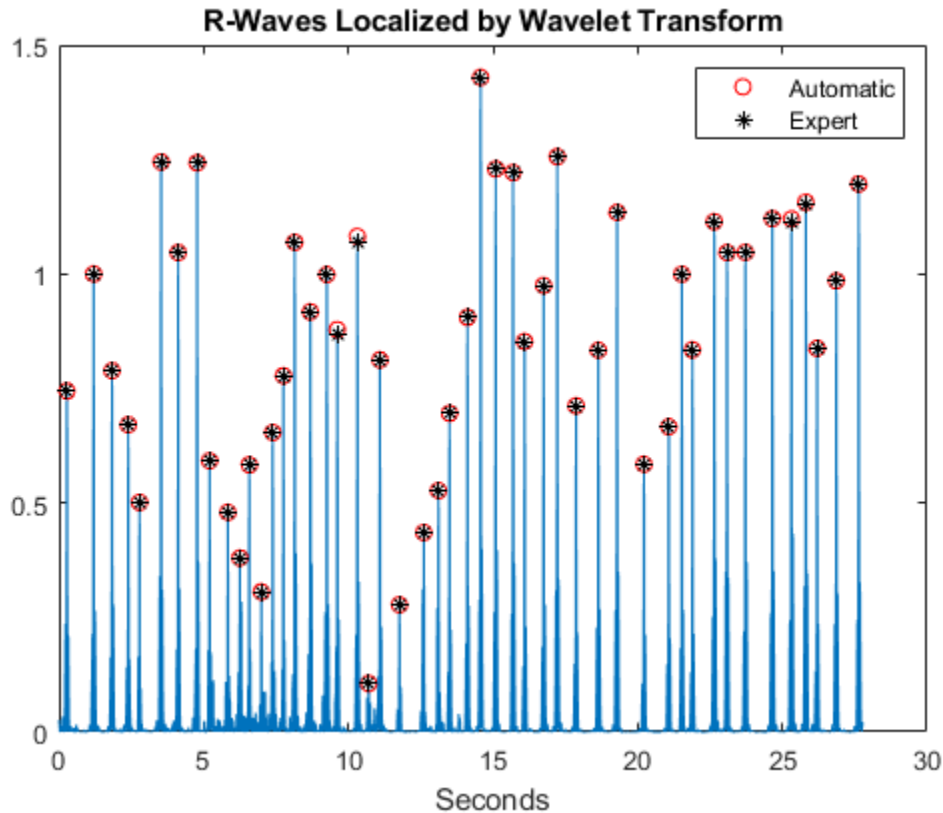 R-Waves Localized by Wavelet Transform
1.5
Automatic
Expert
1
0.5
0
0 5 10 15 20 25 30
Seconds